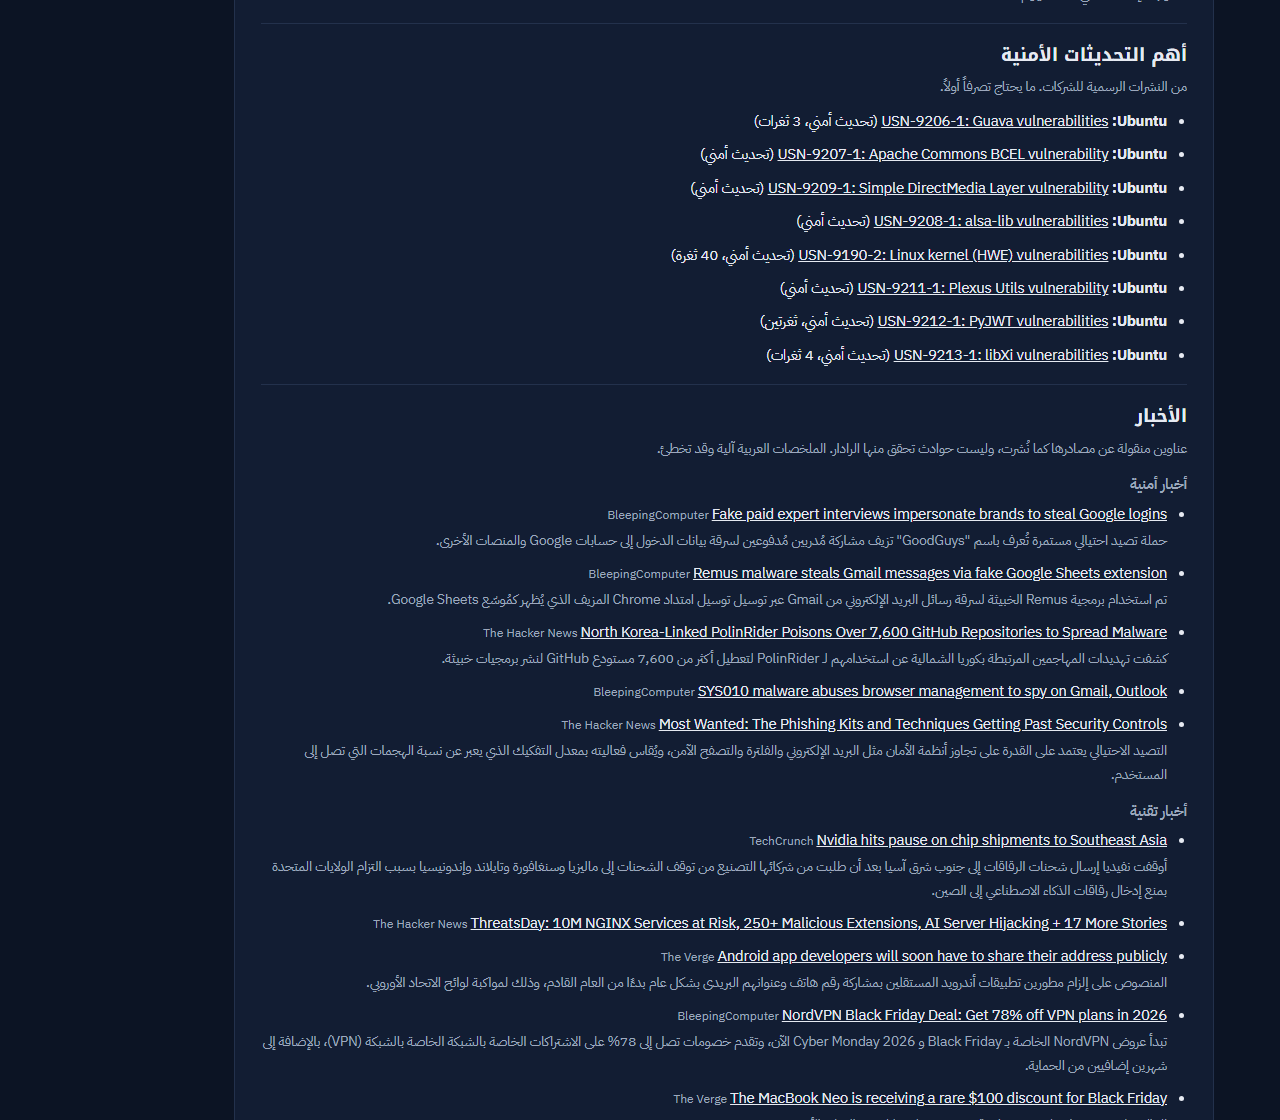 أهم التحديثات الأمنية
من النشرات الرسمية للشركات. ما يحتاج تصرفاً أولاً.
Ubuntu: USN-9206-1: Guava vulnerabilities (تحديث أمني، 3 ثغرات)
Ubuntu: USN-9207-1: Apache Commons BCEL vulnerability (تحديث أمني)
Ubuntu: USN-9209-1: Simple DirectMedia Layer vulnerability (تحديث أمني)
Ubuntu: USN-9208-1: alsa-lib vulnerabilities (تحديث أمني)
Ubuntu: USN-9190-2: Linux kernel (HWE) vulnerabilities (تحديث أمني، 40 ثغرة)
Ubuntu: USN-9211-1: Plexus Utils vulnerability (تحديث أمني)
Ubuntu: USN-9212-1: PyJWT vulnerabilities (تحديث أمني، ثغرتين)
Ubuntu: USN-9213-1: libXi vulnerabilities (تحديث أمني، 4 ثغرات)
الأخبار
عناوين منقولة عن مصادرها كما نُشرت، وليست حوادث تحقق منها الرادار. الملخصات العربية آلية وقد تخطئ.
أخبار أمنية
Fake paid expert interviews impersonate brands to steal Google logins BleepingComputer
حملة تصيد احتيالي مستمرة تُعرف باسم "GoodGuys" تزيف مشاركة مُدربين مُدفوعين لسرقة بيانات الدخول إلى حسابات Google والمنصات الأخرى.
Remus malware steals Gmail messages via fake Google Sheets extension BleepingComputer
تم استخدام برمجية Remus الخبيثة لسرقة رسائل البريد الإلكتروني من Gmail عبر توسيل توسيل امتداد Chrome المزيف الذي يُظهر كمُوسّع Google Sheets.
North Korea-Linked PolinRider Poisons Over 7,600 GitHub Repositories to Spread Malware The Hacker News
كشفت تهديدات المهاجمين المرتبطة بكوريا الشمالية عن استخدامهم لـ PolinRider لتعطيل أكثر من 7,600 مستودع GitHub لنشر برمجيات خبيثة.
SYS010 malware abuses browser management to spy on Gmail, Outlook BleepingComputer
Most Wanted: The Phishing Kits and Techniques Getting Past Security Controls The Hacker News
التصيد الاحتيالي يعتمد على القدرة على تجاوز أنظمة الأمان مثل البريد الإلكتروني والفلترة والتصفح الآمن، ويُقاس فعاليته بمعدل التفكيك الذي يعبر عن نسبة الهجمات التي تصل إلى
المستخدم.
أخبار تقنية
Nvidia hits pause on chip shipments to Southeast Asia TechCrunch
أوقفت نفيديا إرسال شحنات الرقاقات إلى جنوب شرق آسيا بعد أن طلبت من شركائها التصنيع من توقف الشحنات إلى ماليزيا وسنغافورة وتايلاند وإندونيسيا بسبب التزام الولايات المتحدة
بمنع إدخال رقاقات الذكاء الاصطناعي إلى الصين.
ThreatsDay: 10M NGINX Services at Risk, 250+ Malicious Extensions, AI Server Hijacking + 17 More Stories The Hacker News
Android app developers will soon have to share their address publicly The Verge
المنصوص على إلزام مطورين تطبيقات أندرويد المستقلين بمشاركة رقم هاتف وعنوانهم البريدى بشكل عام بدءًا من العام القادم، وذلك لمواكبة لوائح الاتحاد الأوروبي.
NordVPN Black Friday Deal: Get 78% off VPN plans in 2026 BleepingComputer
تبدأ عروض NordVPN الخاصة بـ Black Friday و Cyber Monday 2026 الآن، وتقدم خصومات تصل إلى 78% على الاشتراكات الخاصة بالشبكة الخاصة بالشبكة (VPN)، بالإضافة إلى
شهرين إضافيين من الحماية.
The MacBook Neo is receiving a rare $100 discount for Black Friday The Verge